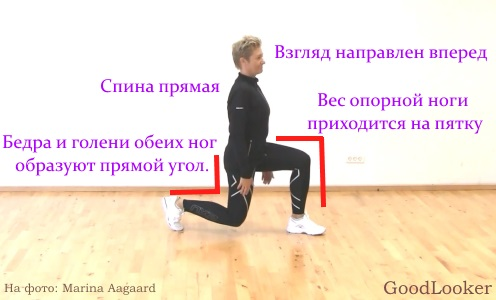 Взгляд направлен вперед
Спина прямая
Вес опорной ноги
приходится на пятку
Бедра и голени обеих ног
образуют прямой угол.
На фото: Marina Aagaard
GoodLooker